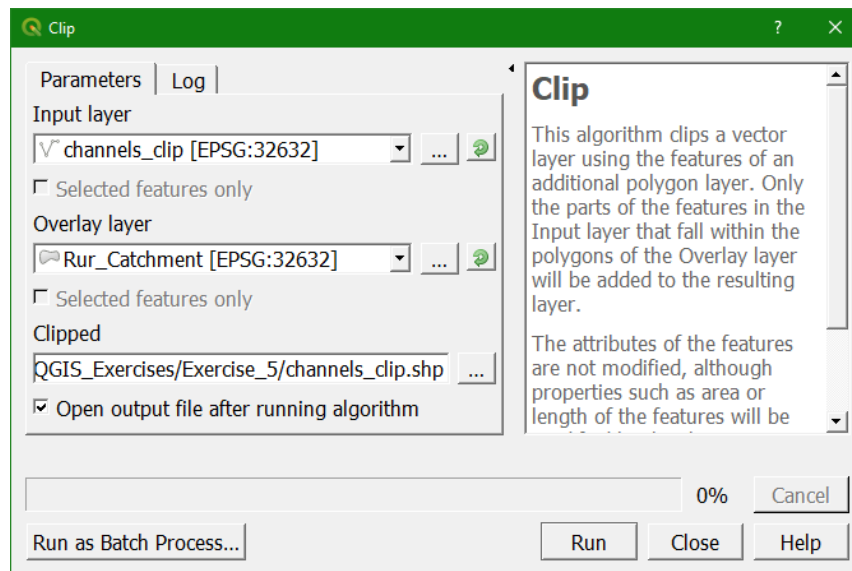 Clip
?
Parameters
Log
Input layer
channels_clip [EPSG:32632]
...
Selected features only
Overlay layer
Rur_Catchment [EPSG:32632]
...
Selected features only
Clipped
QGIS_Exercises/Exercise_5/channels_clip.shp
...
Open output file after running algorithm
Clip
This algorithm clips a vector
layer using the features of an
additional polygon layer. Only
the parts of the features in the
Input layer that fall within the
polygons of the Overlay layer
will be added to the resulting
layer.
The attributes of the features
are not modified, although
properties such as area or
length of the features will be
0%
Cancel
Run as Batch Process...
Run
Close
Help